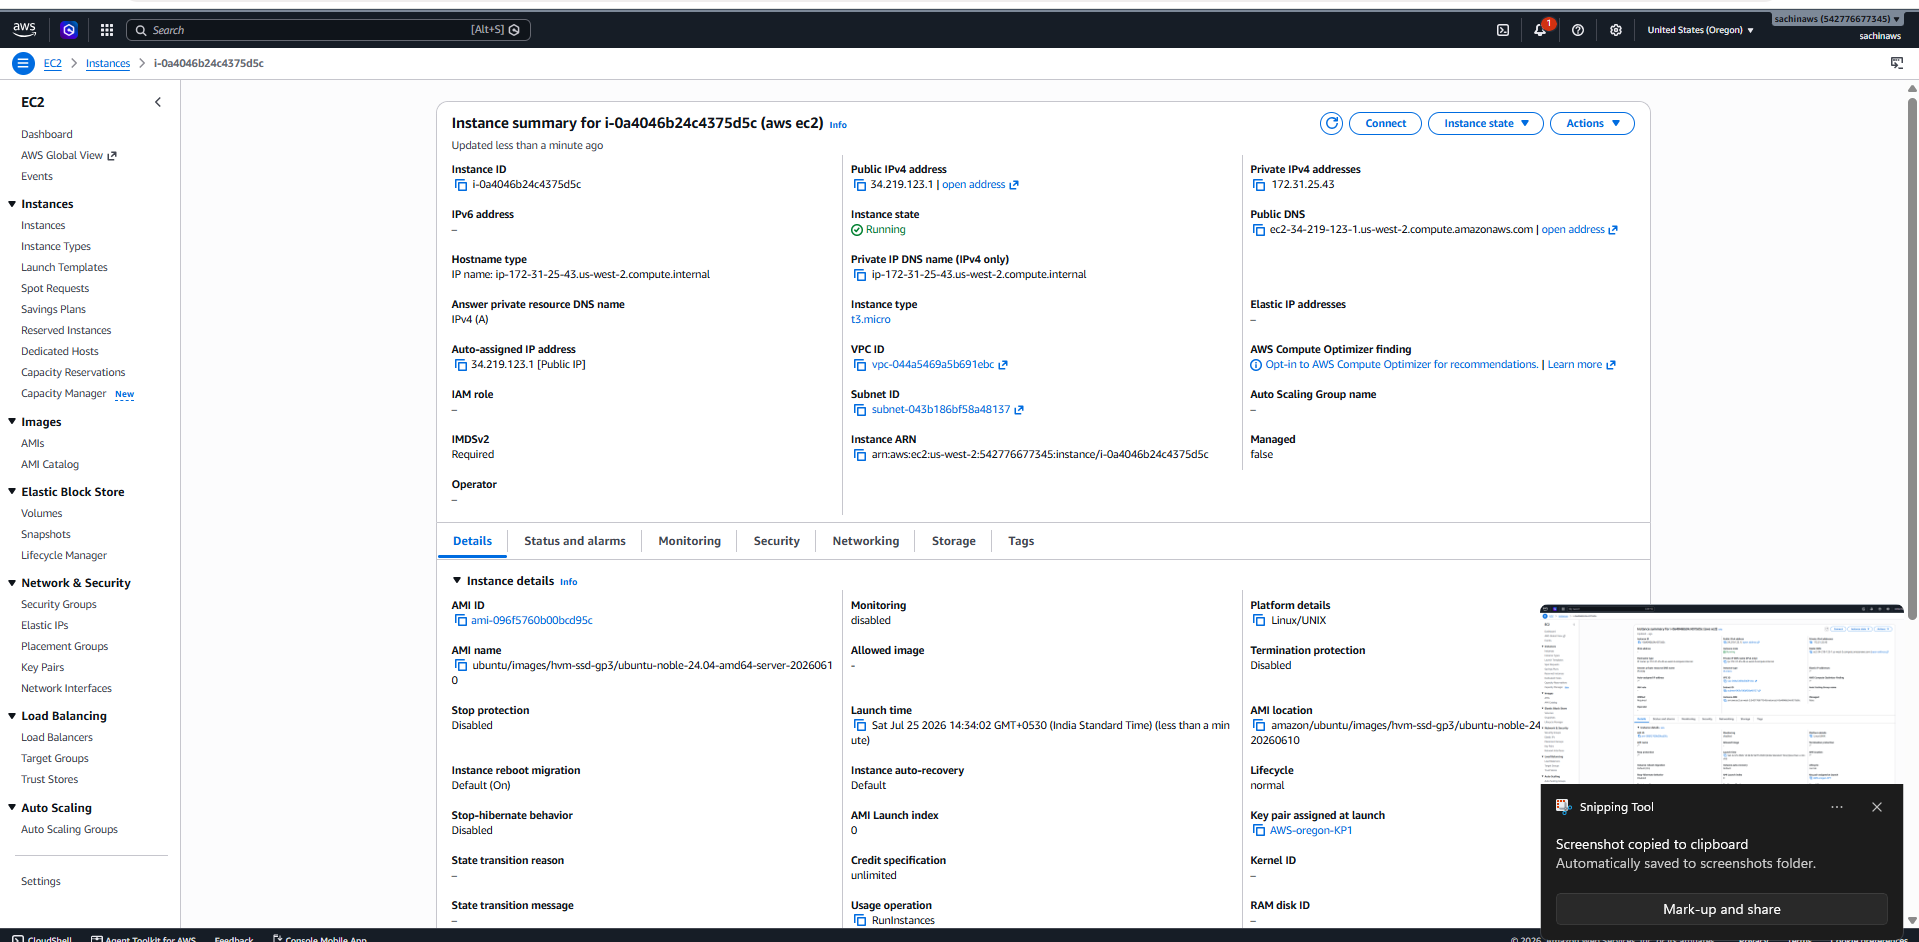 aws
Search
[Alt+S]
1
United States (Oregon)
sachinaws (542776677345)
sachinaws
EC2 > Instances > i-0a4046b24c4375d5c
EC2
Dashboard
AWS Global View
Events
Instances
Instances
Instance Types
Launch Templates
Spot Requests
Savings Plans
Reserved Instances
Dedicated Hosts
Capacity Reservations
Capacity Manager New
Images
AMIs
AMI Catalog
Elastic Block Store
Volumes
Snapshots
Lifecycle Manager
Network & Security
Security Groups
Elastic IPs
Placement Groups
Key Pairs
Network Interfaces
Load Balancing
Load Balancers
Target Groups
Trust Stores
Auto Scaling
Auto Scaling Groups
Settings
Instance summary for i-0a4046b24c4375d5c (aws ec2) Info
Updated less than a minute ago
Connect
Instance state
Actions
Instance ID
i-0a4046b24c4375d5c
IPv6 address
–
Hostname type
IP name: ip-172-31-25-43.us-west-2.compute.internal
Answer private resource DNS name
IPv4 (A)
Auto-assigned IP address
34.219.123.1 [Public IP]
IAM role
–
IMDSv2
Required
Operator
–
Public IPv4 address
34.219.123.1 | open address
Instance state
Running
Private IP DNS name (IPv4 only)
ip-172-31-25-43.us-west-2.compute.internal
Instance type
t3.micro
VPC ID
vpc-044a5469a5b691ebc
Subnet ID
subnet-043b186bf58a48137
Instance ARN
arn:aws:ec2:us-west-2:542776677345:instance/i-0a4046b24c4375d5c
Private IPv4 addresses
172.31.25.43
Public DNS
ec2-34-219-123-1.us-west-2.compute.amazonaws.com | open address
Elastic IP addresses
–
AWS Compute Optimizer finding
Opt-in to AWS Compute Optimizer for recommendations. | Learn more
Auto Scaling Group name
–
Managed
false
Details
Status and alarms
Monitoring
Security
Networking
Storage
Tags
Instance details Info
AMI ID
ami-096f5760b00bcd95c
AMI name
ubuntu/images/hvm-ssd-gp3/ubuntu-noble-24.04-amd64-server-2026061
0
Stop protection
Disabled
Instance reboot migration
Default (On)
Stop-hibernate behavior
Disabled
State transition reason
–
State transition message
–
Monitoring
disabled
Allowed image
-
Launch time
Sat Jul 25 2026 14:34:02 GMT+0530 (India Standard Time) (less than a min
ute)
Instance auto-recovery
Default
AMI Launch index
0
Credit specification
unlimited
Usage operation
RunInstances
Platform details
Linux/UNIX
Termination protection
Disabled
AMI location
amazon/ubuntu/images/hvm-ssd-gp3/ubuntu-noble-24
20260610
Lifecycle
normal
Key pair assigned at launch
AWS-oregon-KP1
Kernel ID
–
RAM disk ID
–
Snipping Tool
Screenshot copied to clipboard
Automatically saved to screenshots folder.
Mark-up and share
CloudShell
Agent Toolkit for AWS
Feedback
Console Mobile App